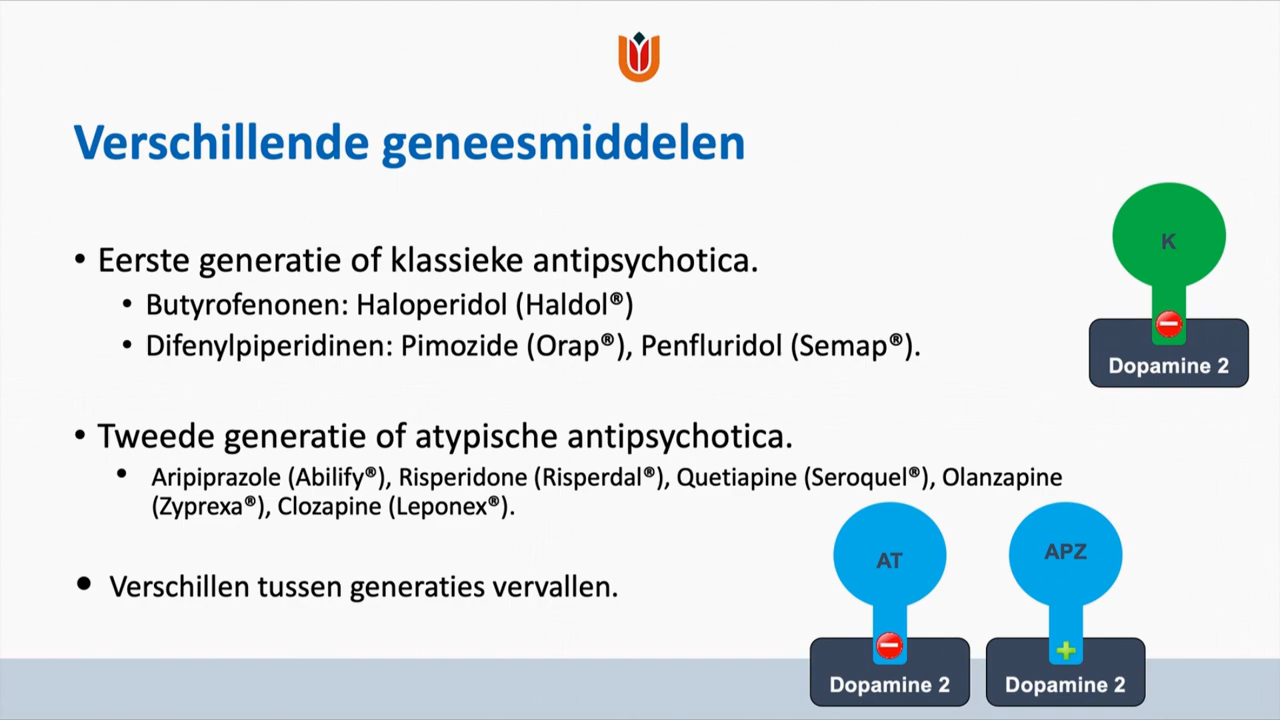 Verschillende geneesmiddelen
• Eerste generatie of klassieke antipsychotica.
• Butyrofenonen: Haloperidol (Haldol®)
• Difenylpiperidinen: Pimozide (Orap®), Penfluridol (Semap®).
K
Dopamine 2
• Tweede generatie of atypische antipsychotica.
• Aripiprazole (Abilify®), Risperidone (Risperdal®), Quetiapine (Seroquel®), Olanzapine
(Zyprexa®), Clozapine (Leponex®).
• Verschillen tussen generaties vervallen.
AT
Dopamine 2
APZ
Dopamine 2